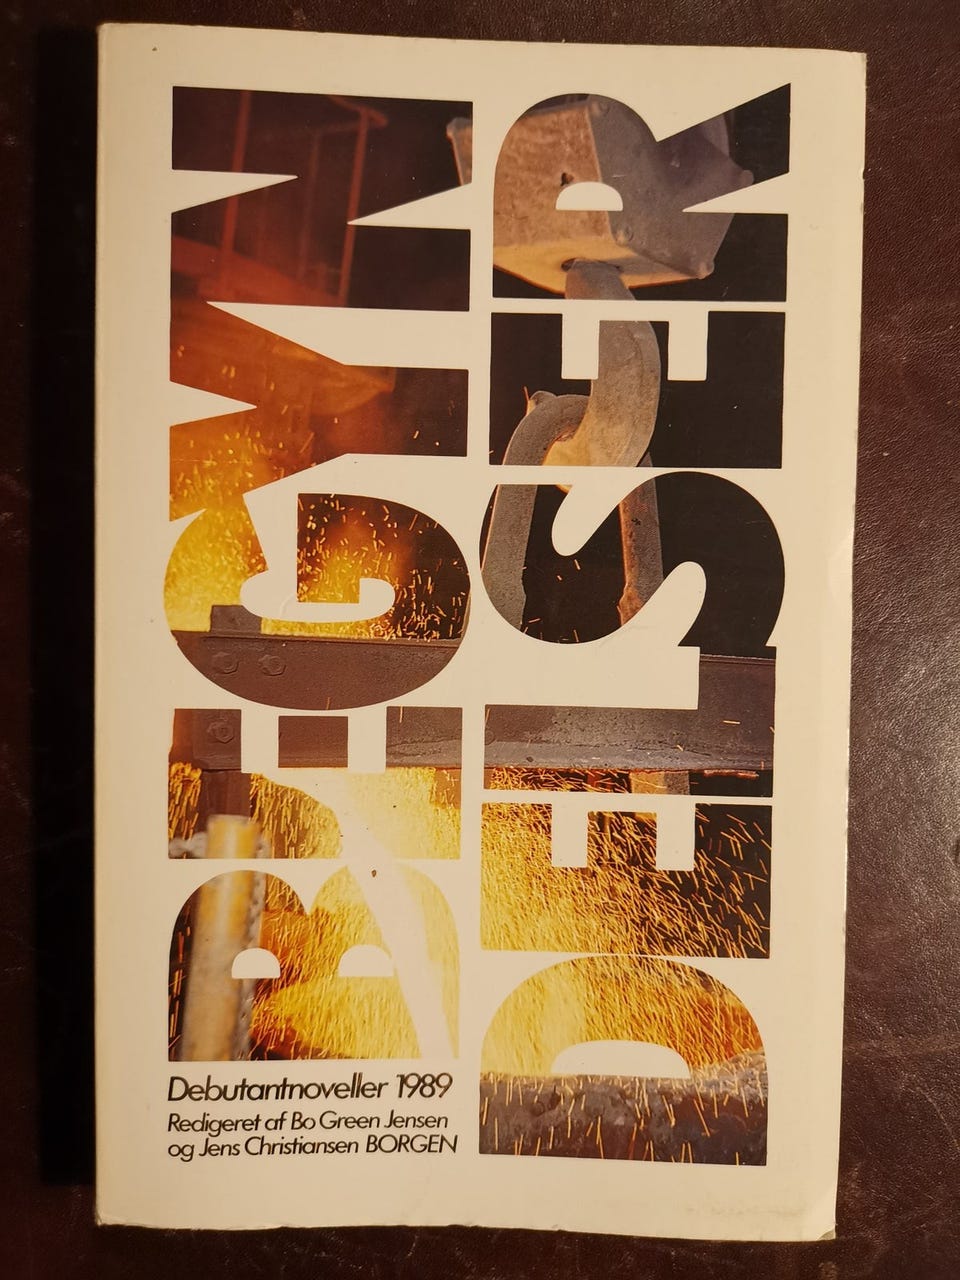 BEGYN
DELSER
Debutantnoveller 1989
Redigeret af Bo Green Jensen
og Jens Christiansen BORGEN